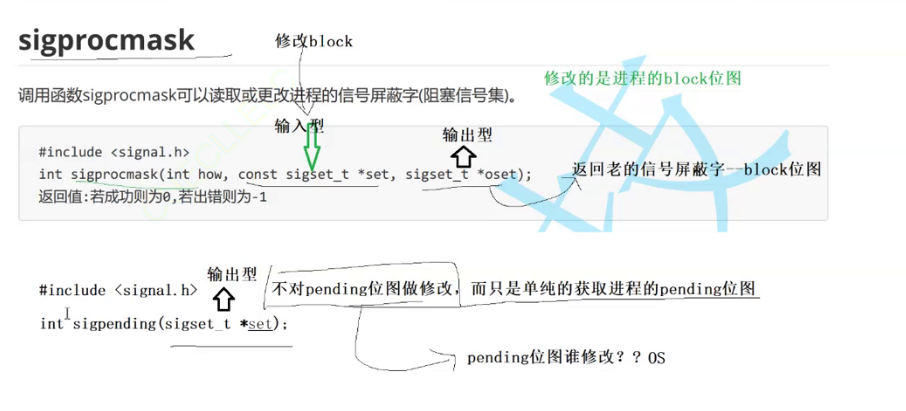 sigprocmask
修改block
修改的是进程的block位图
调用函数sigprocmask可以读取或更改进程的信号屏蔽字(阻塞信号集)。
输入型
输出型
#include <signal.h>
int sigprocmask(int how, const sigset_t *set, sigset_t *oset);
返回值:若成功则为0,若出错则为-1
返回老的信号屏蔽字--block位图
输出型
#include <signal.h>
不对pending位图做修改，而只是单纯的获取进程的pending位图
int sigpending(sigset_t *set);
pending位图谁修改？? OS